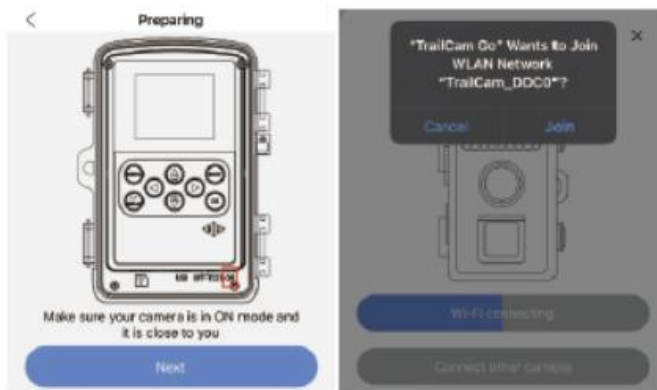 Preparing
Make sure your camera is in ON mode and
it is close to you
Next
"TrailCam Go" Wants to Join
WLAN Network
"TrailCam_DDC0"?
Cancel
Join
Wi-Fi connecting
Connect other camera